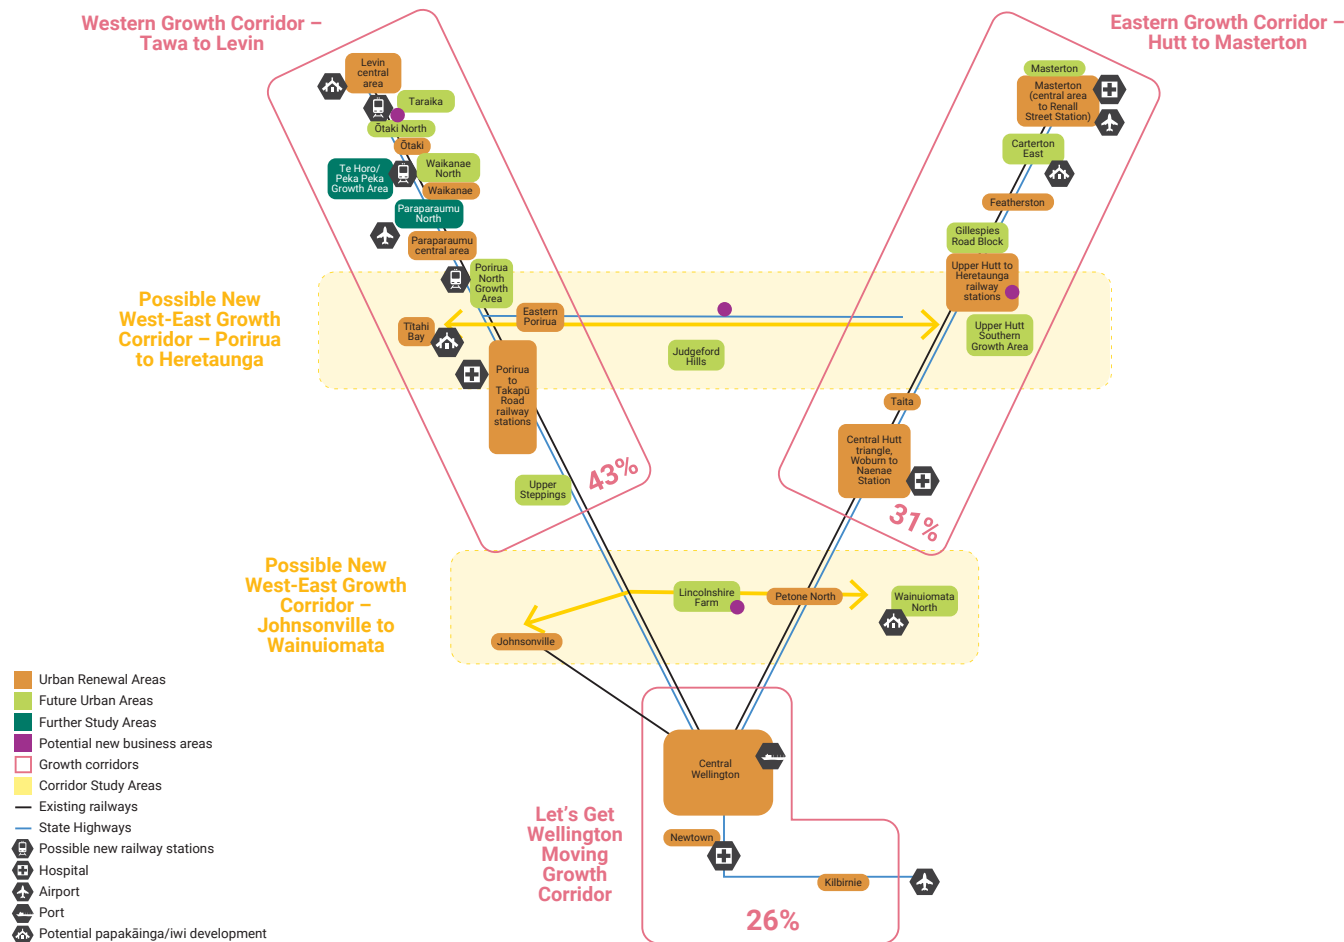 Western Growth Corridor –
Tawa to Levin
Eastern Growth Corridor –
Hutt to Masterton
Levin
central
area
Taraika
Ōtaki North
Ōtaki
Te Horo/
Peka Peka
Growth Area
Waikanae
North
Waikanae
Paraparaumu
North
Paraparaumu
central area
Porirua
North
Growth
Area
Masterton
Masterton
(central area
to Renall
Street Station)
Carterton
East
Featherston
Gillespies
Road Block
Upper Hutt to
Heretaunga
railway
stations
Upper Hutt
Southern
Growth Area
Possible New
West-East Growth
Corridor – Porirua
to Heretaunga
Eastern
Porirua
Tītahi
Bay
Judgeford
Hills
Porirua
to
Takapū
Road
railway
stations
Taita
Central Hutt
triangle,
Woburn to
Naenae
Station
Upper
Steppings
43%
31%
Possible New
West-East Growth
Corridor –
Johnsonville to
Wainuiomata
Lincolnshire
Farm
Petone North
Wainuiomata
North
Johnsonville
Central
Wellington
Let's Get
Wellington
Moving
Growth
Corridor
Newtown
Kilbirnie
26%
Urban Renewal Areas
Future Urban Areas
Further Study Areas
Potential new business areas
Growth corridors
Corridor Study Areas
Existing railways
State Highways
Possible new railway stations
Hospital
Airport
Port
Potential papakāinga/iwi development